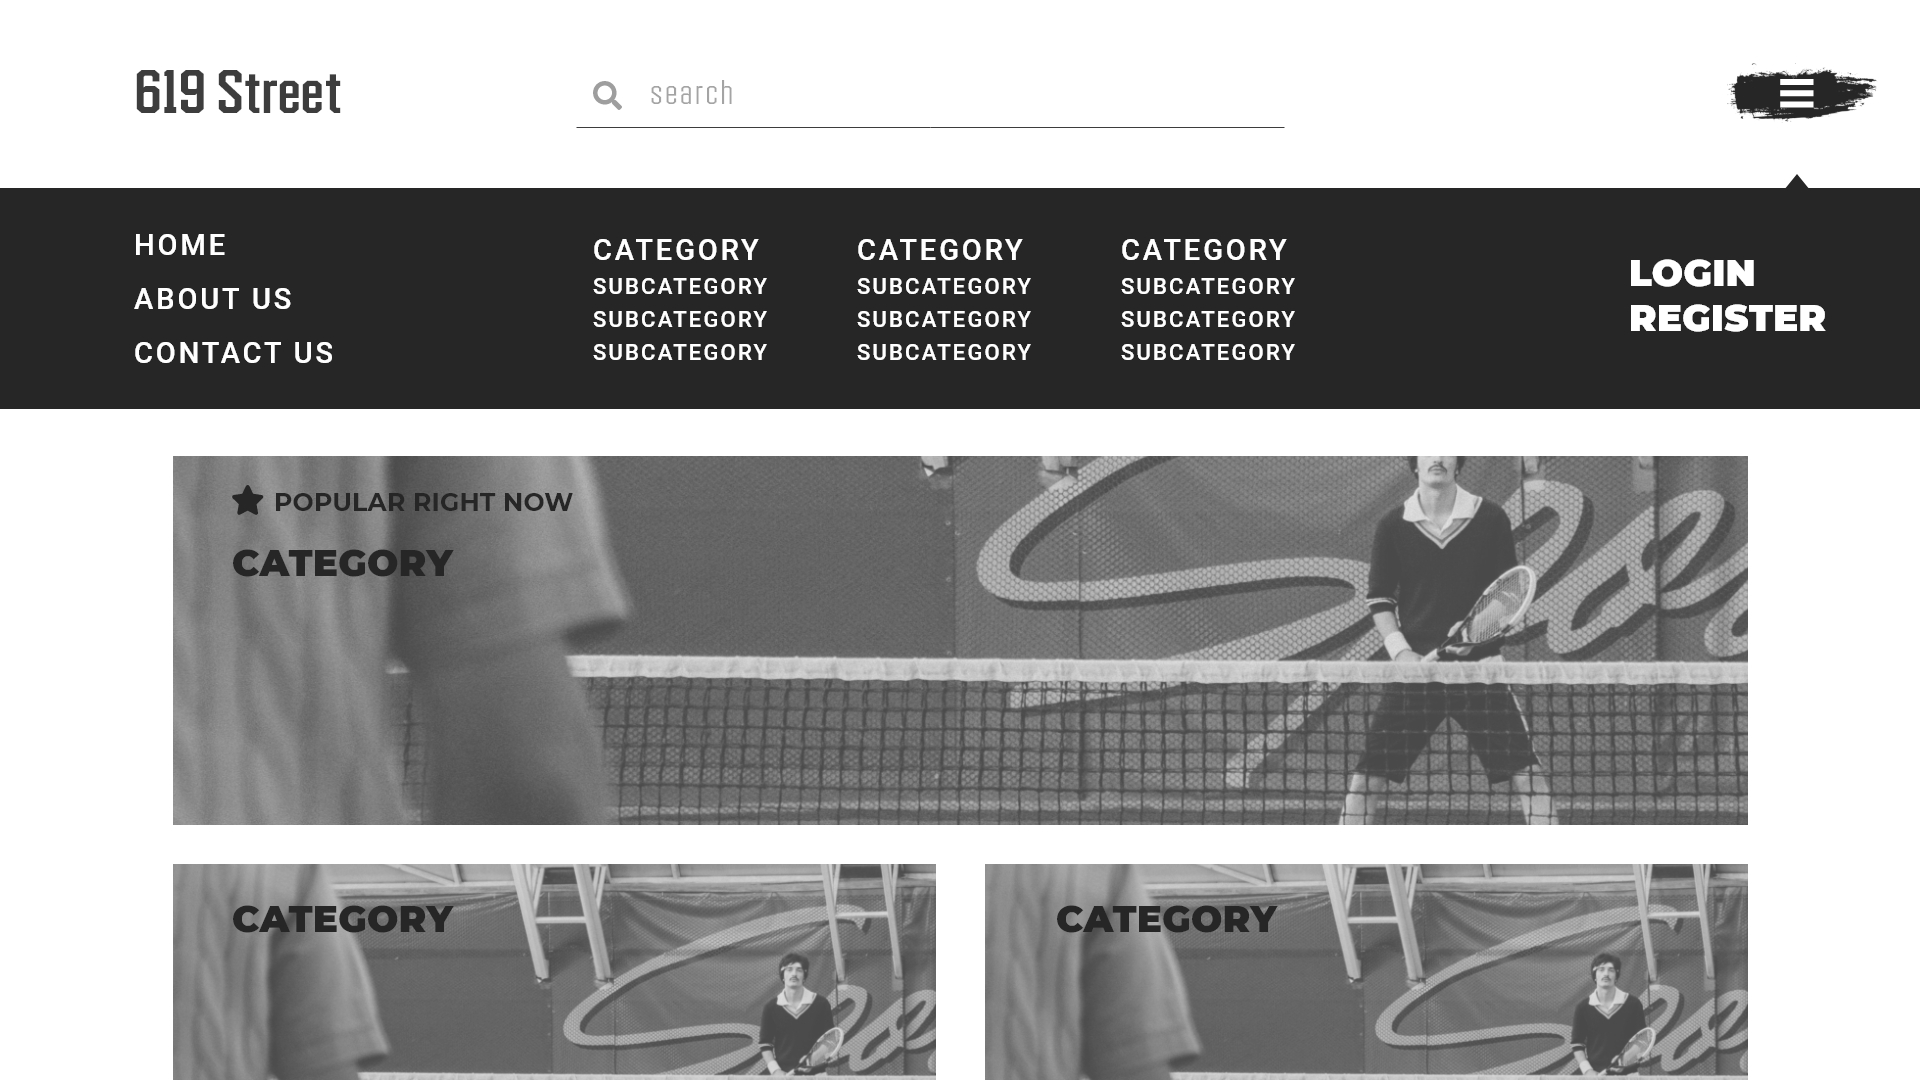 619 Street
search
HOME
ABOUT US
CONTACT US
CATEGORY
SUBCATEGORY
SUBCATEGORY
SUBCATEGORY
CATEGORY
SUBCATEGORY
SUBCATEGORY
SUBCATEGORY
CATEGORY
SUBCATEGORY
SUBCATEGORY
SUBCATEGORY
LOGIN
REGISTER
POPULAR RIGHT NOW
CATEGORY
CATEGORY
CATEGORY